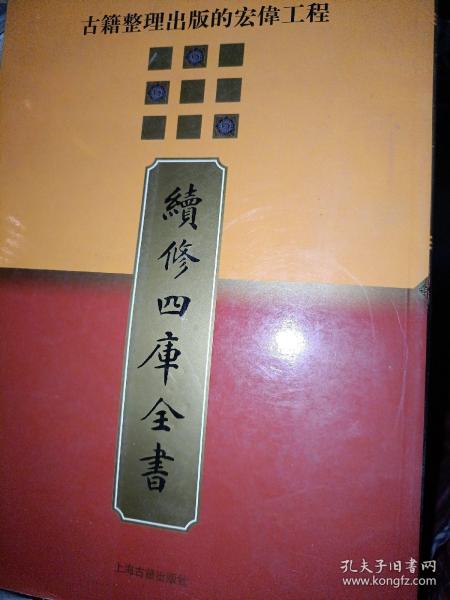 古籍整理出版的宏偉工程
續修四庫全書
上海古籍出版社
孔夫子旧书网
www.kongfz.com